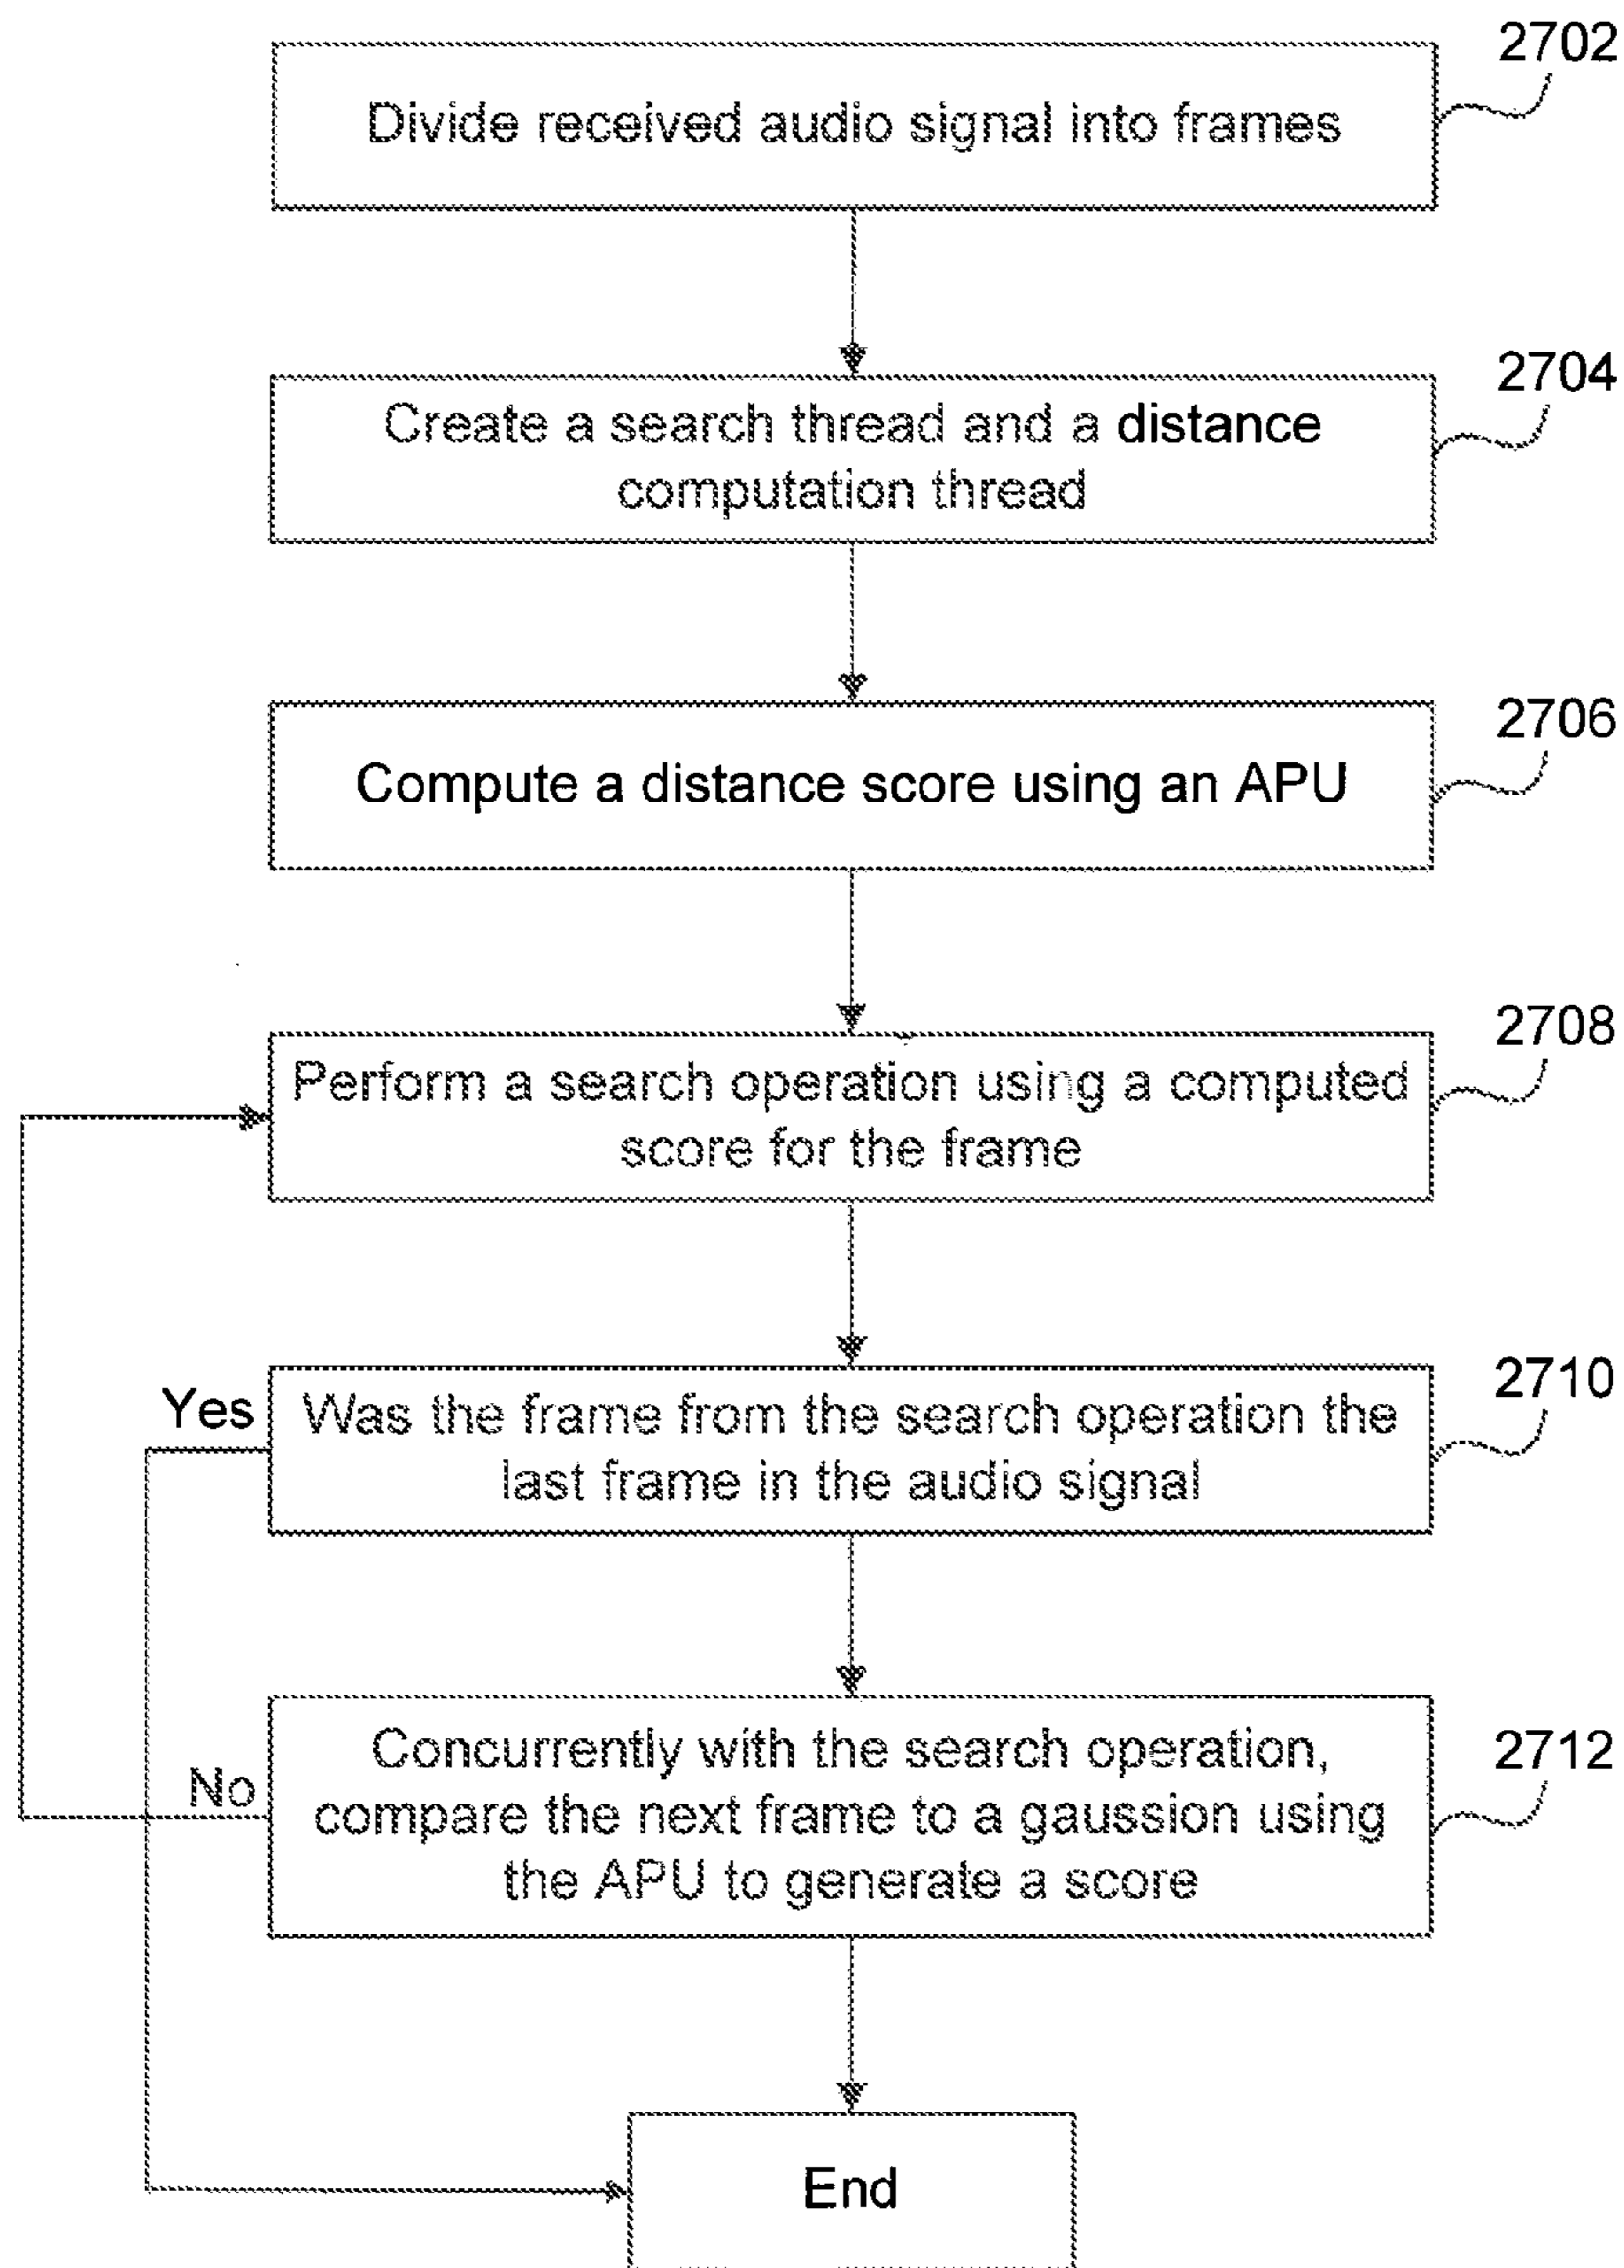 2702
Divide received audio signal into frames
2704
Create a search thread and a distance
computation thread
2706
Compute a distance score using an APU
2708
Perform a search operation using a computed
score for the frame
2710
Yes
Was the frame from the search operation the
last frame in the audio signal
2712
Concurrently with the search operation,
No
compare the next frame to a gaussion using
the APU to generate a score
End